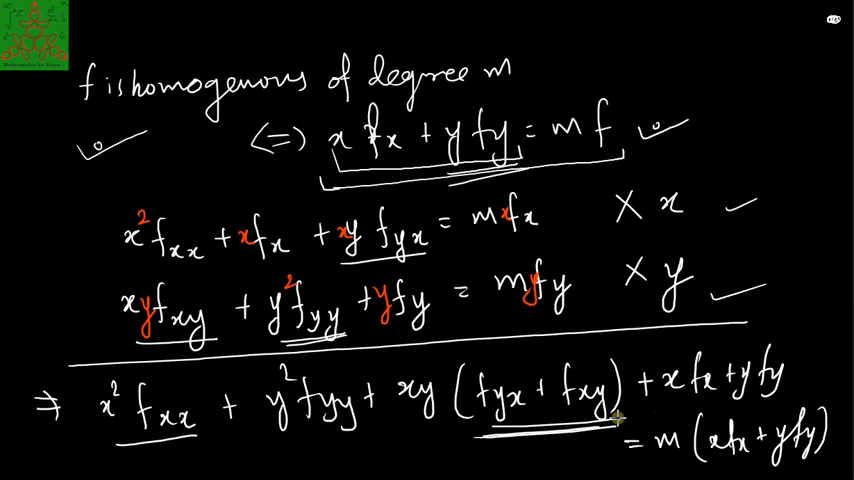 f is homogenous of degree m
(=) x fx + y fy = m f
x² fxx + x fx + xy fyx = m x fx × x
xy fxy + y² fyy + y fy = m y fy × y
⇒ x² fxx + y² fyy + xy (fyx + fxy) + x fx + y fy
= m (x fx + y fy)